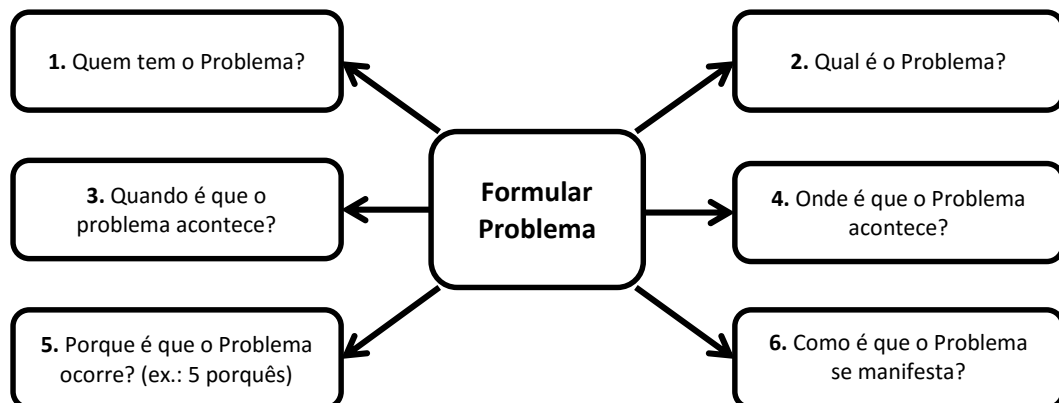 1. Quem tem o Problema?
2. Qual é o Problema?
3. Quando é que o
problema acontece?
Formular
Problema
4. Onde é que o Problema
acontece?
5. Porque é que o Problema
ocorre? (ex.: 5 porquês)
6. Como é que o Problema
se manifesta?